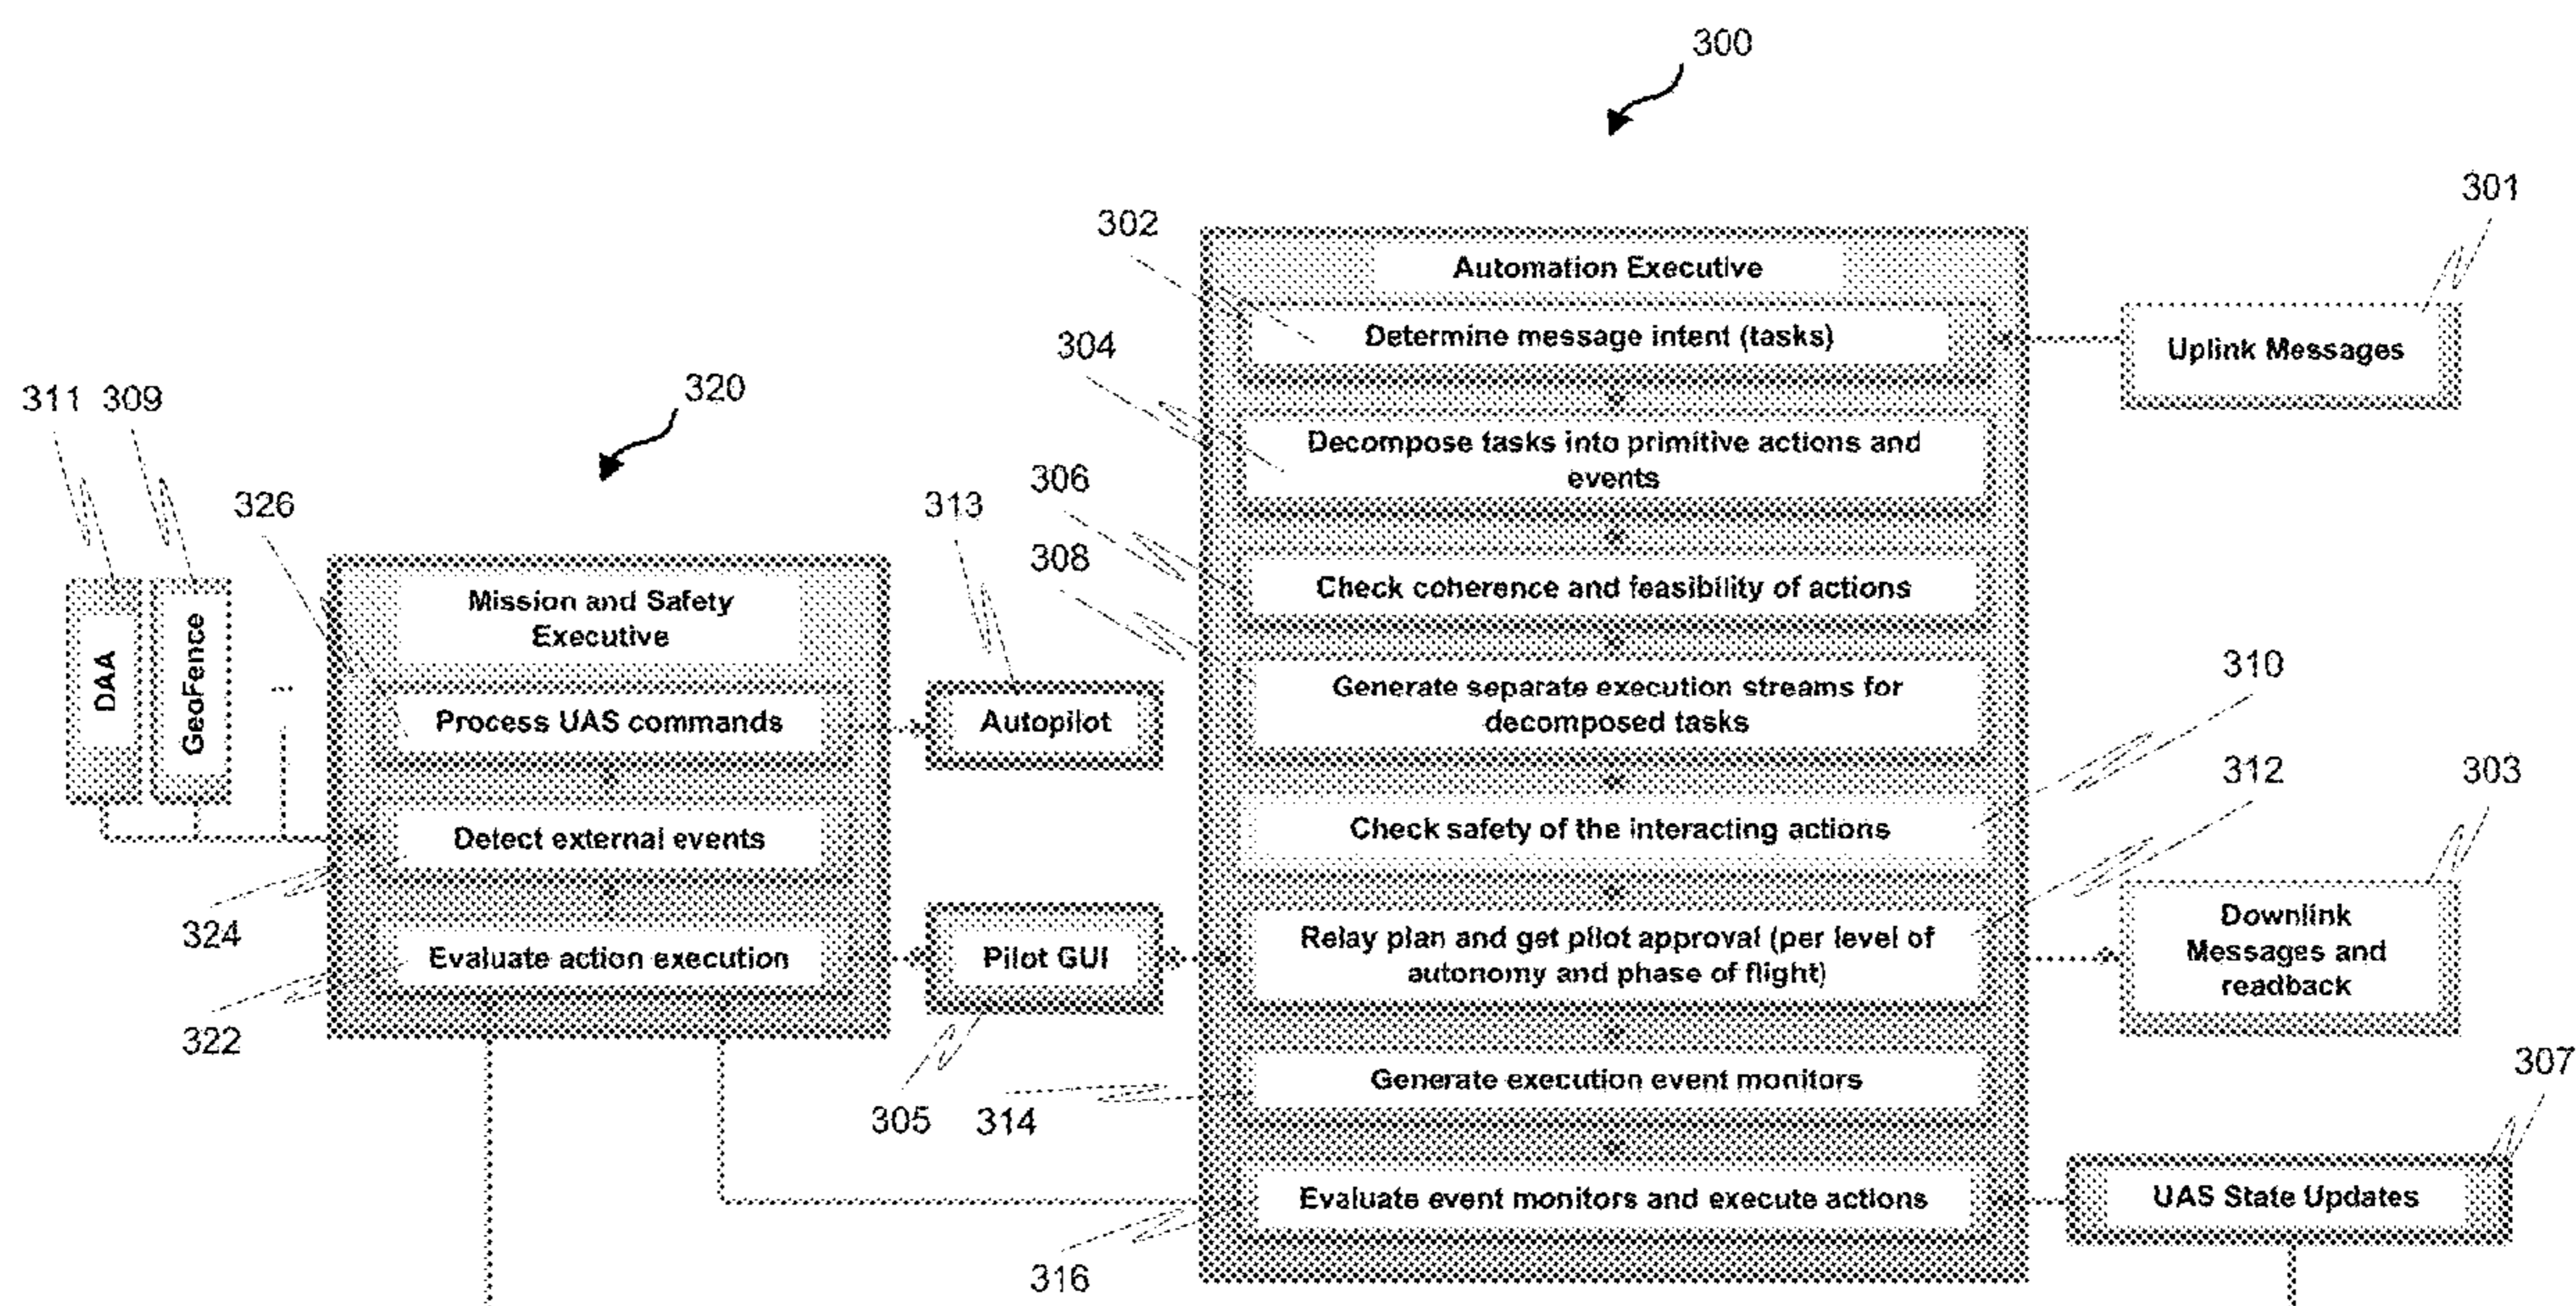 300
301
302
Automation Executive
Determine message intent (tasks)
Uplink Messages
304
Decompose tasks into primitive actions and
events
306
Check coherence and feasibility of actions
308
Generate separate execution streams for
decomposed tasks
310
Check safety of the interacting actions
312
303
Relay plan and get pilot approval (per level of
autonomy and phase of flight)
Downlink
Messages and
readback
314
Generate execution event monitors
307
316
Evaluate event monitors and execute actions
UAS State Updates
320
311
309
326
313
DAA
GeoFence
...
Mission and Safety
Executive
Process UAS commands
Autopilot
Detect external events
324
Evaluate action execution
Pilot GUI
322
305